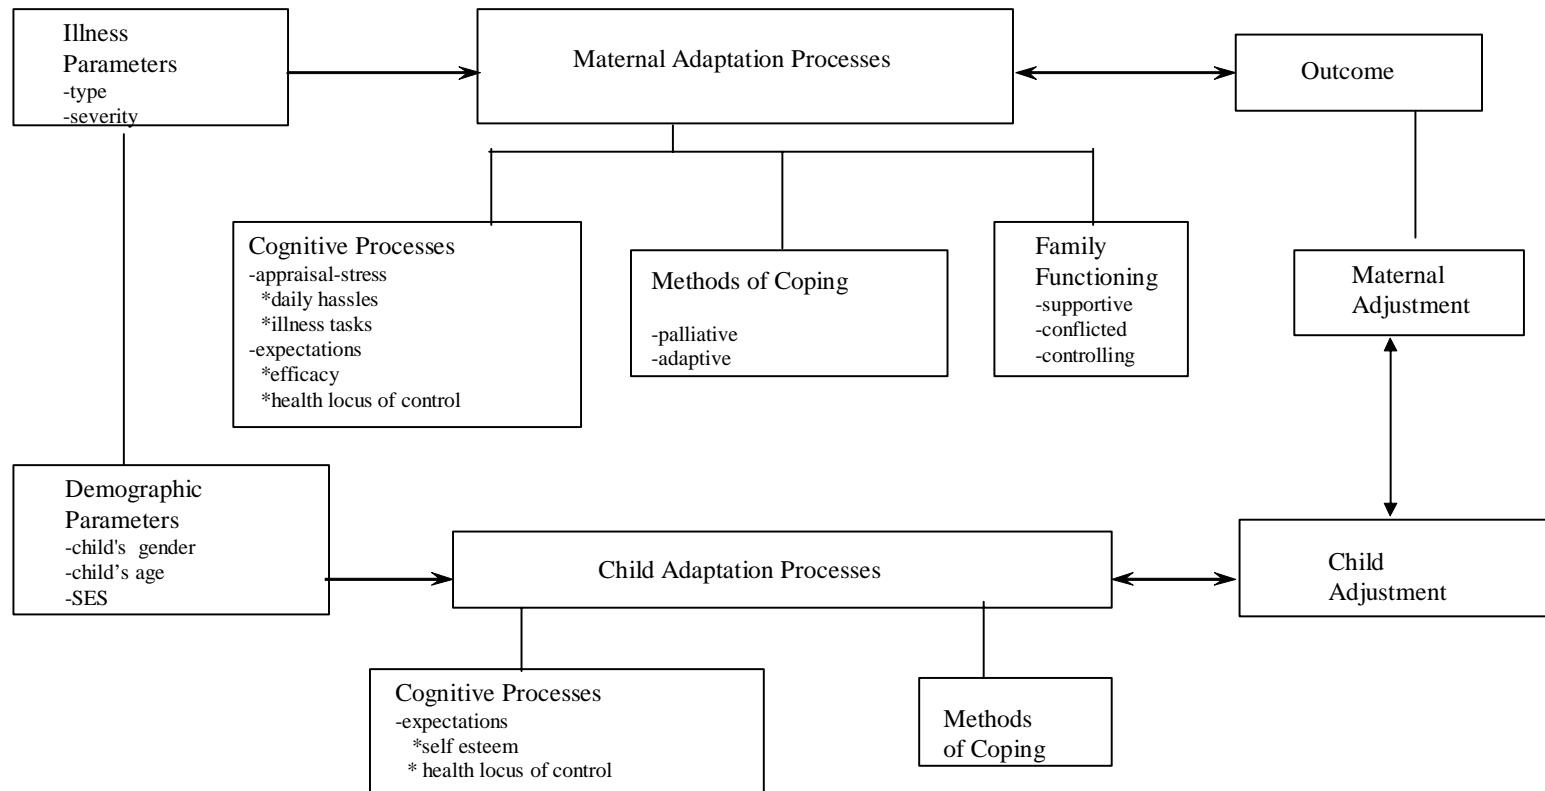 Illness
Parameters
-type
-severity
Maternal Adaptation Processes
Outcome
Cognitive Processes
-appraisal-stress
*daily hassles
*illness tasks
-expectations
*efficacy
*health locus of control
Methods of Coping
-palliative
-adaptive
Family
Functioning
-supportive
-conflicted
-controlling
Maternal
Adjustment
Demographic
Parameters
-child's gender
-child’s age
-SES
Child Adaptation Processes
Child
Adjustment
Cognitive Processes
-expectations
*self esteem
* health locus of control
Methods
of Coping